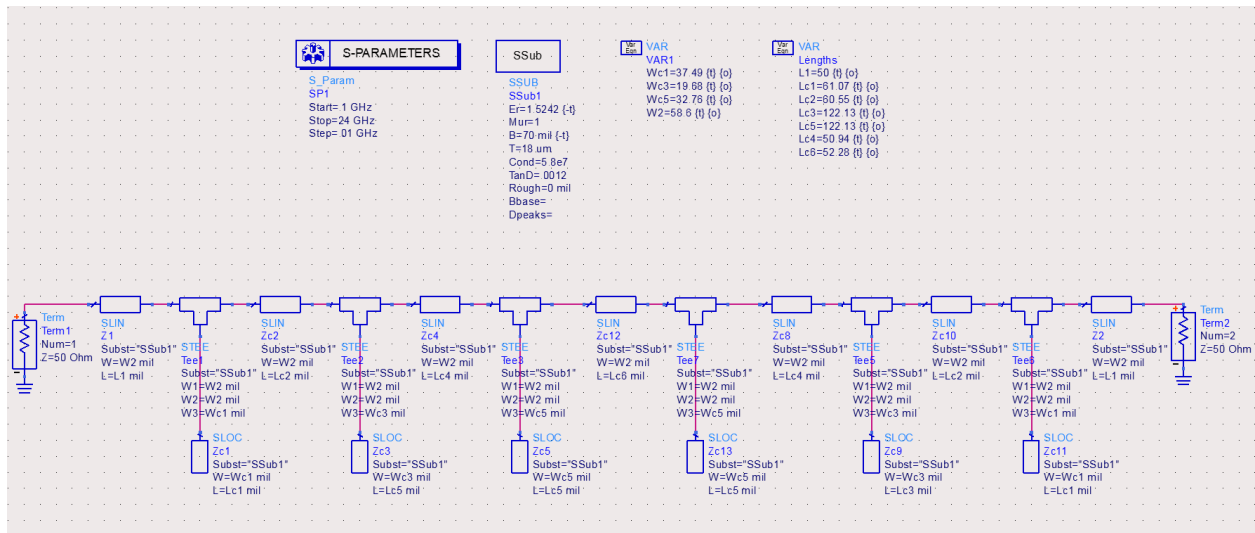 S-PARAMETERS
S_Param
SP1
Start=.1 GHz
Stop=24 GHz
Step=.01 GHz
SSub
SSUB
SSub1
Er=1.5242 {-t}
Mur=1
B=70 mil {-t}
T=18 um
Cond=5.8e7
TanD=.0012
Rough=0 mil
Bbase=
Dpeaks=
Var
Eqn
VAR
VAR1
Wc1=37.49 {t} {o}
Wc3=19.68 {t} {o}
Wc5=32.76 {t} {o}
W2=58.6 {t} {o}
Var
Eqn
VAR
Lengths
L1=50 {t} {o}
Lc1=61.07 {t} {o}
Lc2=60.55 {t} {o}
Lc3=122.13 {t} {o}
Lc5=122.13 {t} {o}
Lc4=50.94 {t} {o}
Lc6=52.28 {t} {o}
Term
Term1
Num=1
Z=50 Ohm
SLIN
Z1
Subst="SSub1"
W=W2 mil
L=L1 mil
STEE
Tee1
Subst="SSub1"
W1=W2 mil
W2=W2 mil
W3=Wc1 mil
SLIN
Zc2
Subst="SSub1"
W=W2 mil
L=Lc2 mil
STEE
Tee2
Subst="SSub1"
W1=W2 mil
W2=W2 mil
W3=Wc3 mil
SLIN
Zc4
Subst="SSub1"
W=W2 mil
L=Lc4 mil
STEE
Tee3
Subst="SSub1"
W1=W2 mil
W2=W2 mil
W3=Wc5 mil
SLIN
Zc12
Subst="SSub1"
W=W2 mil
L=Lc6 mil
STEE
Tee7
Subst="SSub1"
W1=W2 mil
W2=W2 mil
W3=Wc5 mil
SLIN
Zc8
Subst="SSub1"
W=W2 mil
L=Lc4 mil
STEE
Tee5
Subst="SSub1"
W1=W2 mil
W2=W2 mil
W3=Wc3 mil
SLIN
Zc10
Subst="SSub1"
W=W2 mil
L=Lc2 mil
STEE
Tee6
Subst="SSub1"
W1=W2 mil
W2=W2 mil
W3=Wc1 mil
SLIN
Z2
Subst="SSub1"
W=W2 mil
L=L1 mil
Term
Term2
Num=2
Z=50 Ohm
SLOC
Zc1
Subst="SSub1"
W=Wc1 mil
L=Lc1 mil
SLOC
Zc3
Subst="SSub1"
W=Wc3 mil
L=Lc5 mil
SLOC
Zc5
Subst="SSub1"
W=Wc5 mil
L=Lc5 mil
SLOC
Zc13
Subst="SSub1"
W=Wc5 mil
L=Lc5 mil
SLOC
Zc9
Subst="SSub1"
W=Wc3 mil
L=Lc3 mil
SLOC
Zc11
Subst="SSub1"
W=Wc1 mil
L=Lc1 mil